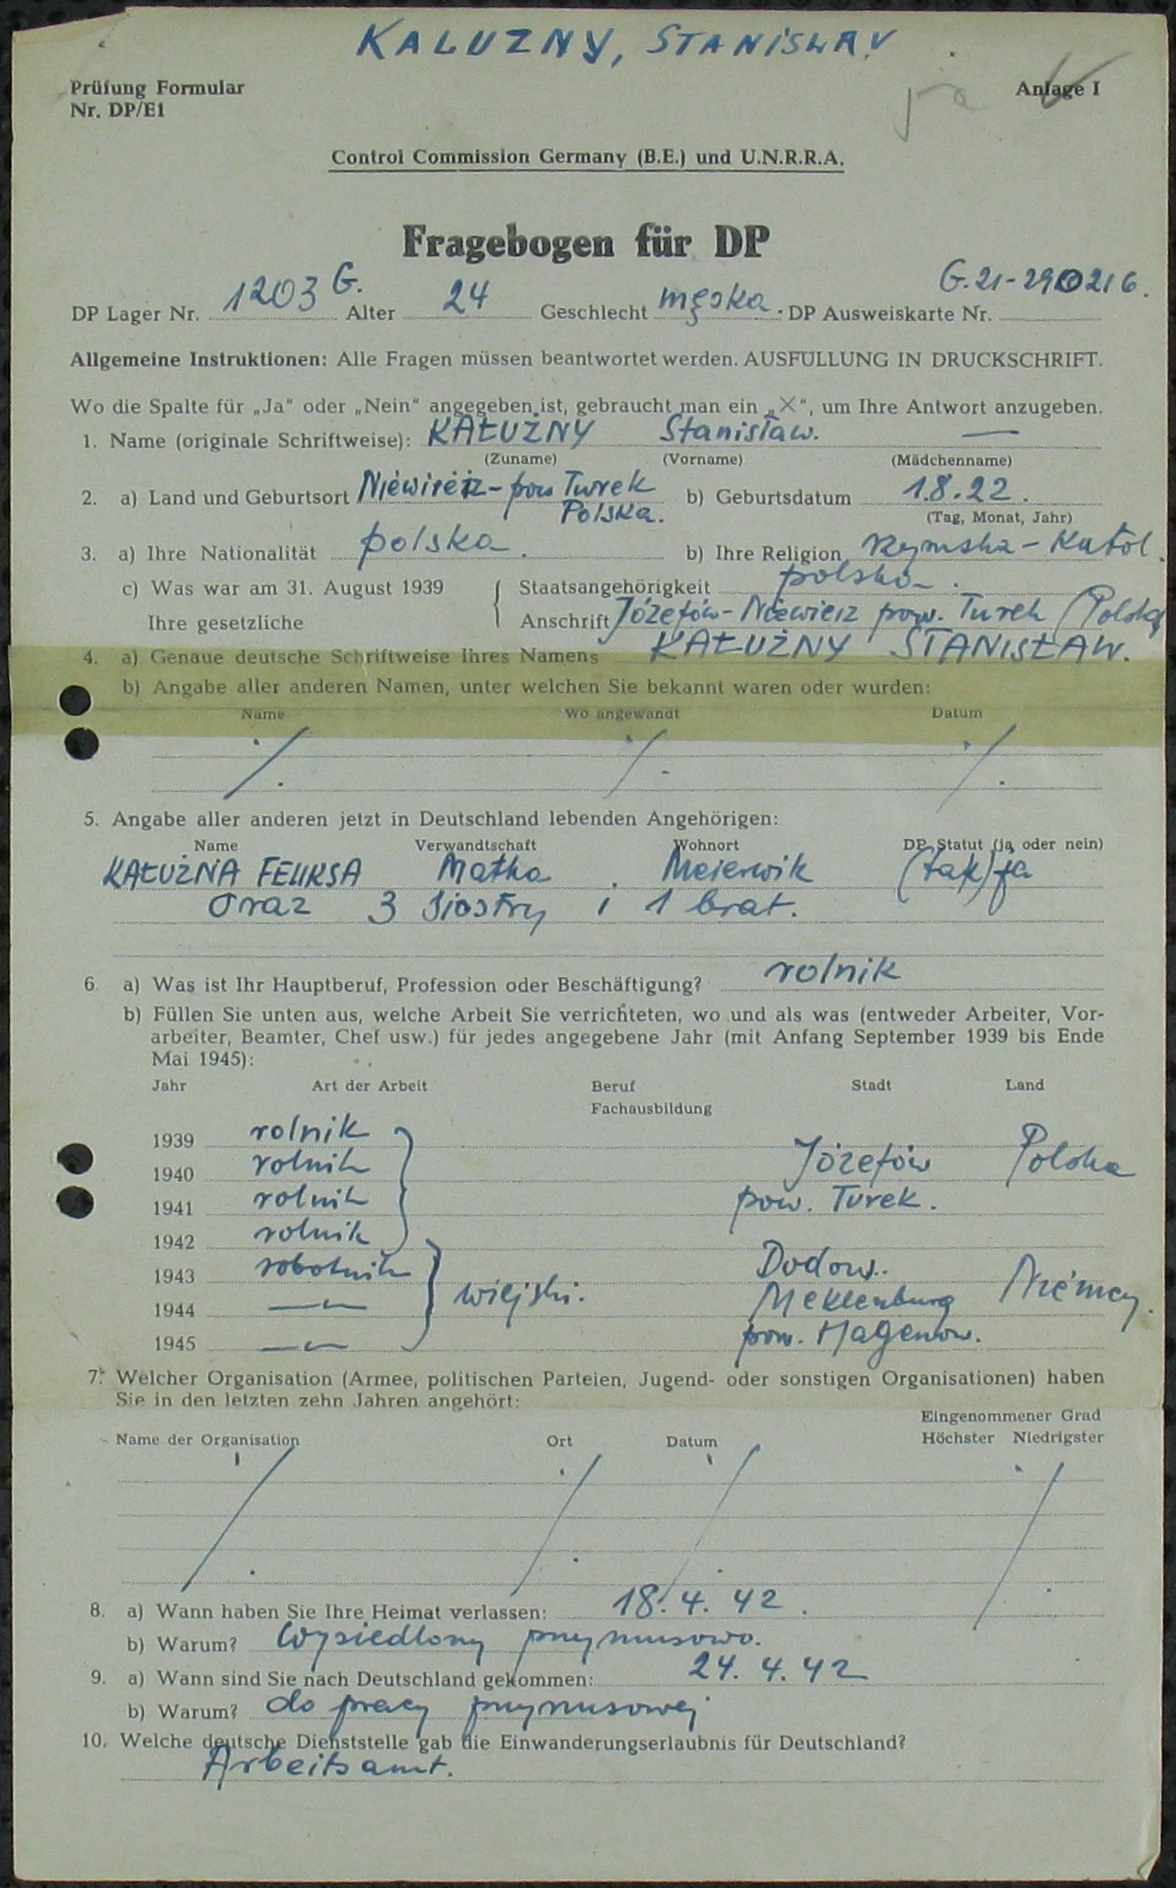 KALUZNY, STANISLAV
Prüfung Formular
Nr. DP/E1
ja
Anlage I
Control Commission Germany (B.E.) und U.N.R.R.A.
Fragebogen für DP
DP Lager Nr. 1203 G. Alter 24 Geschlecht męska. DP Ausweiskarte Nr. G.21-290216.
Allgemeine Instruktionen: Alle Fragen müssen beantwortet werden. AUSFÜLLUNG IN DRUCKSCHRIFT.
Wo die Spalte für „Ja“ oder „Nein“ angegeben ist, gebraucht man ein „X“, um Ihre Antwort anzugeben.
1. Name (originale Schriftweise): KAŁUŻNY Stanisław. —
(Zuname) (Vorname) (Mädchenname)
2. a) Land und Geburtsort Niewierz - pow Turek b) Geburtsdatum 1.8.22.
Polska. (Tag, Monat, Jahr)
3. a) Ihre Nationalität polska. b) Ihre Religion rzymska-Katol.
c) Was war am 31. August 1939 Staatsangehörigkeit polska.
Ihre gesetzliche Anschrift Józefów-Niewierz pow. Turek (Polska
4. a) Genaue deutsche Schriftweise Ihres Namens KAŁUŻNY STANISŁAW.
b) Angabe aller anderen Namen, unter welchen Sie bekannt waren oder wurden:
Name Wo angewandt Datum
5. Angabe aller anderen jetzt in Deutschland lebenden Angehörigen:
Name Verwandtschaft Wohnort DP Statut (ja oder nein)
KAŁUŻNA FELIKSA Matka Meierwik (tak) ja
oraz 3 siostry i 1 brat.
6. a) Was ist Ihr Hauptberuf, Profession oder Beschäftigung? rolnik
b) Füllen Sie unten aus, welche Arbeit Sie verrichteten, wo und als was (entweder Arbeiter, Vor-
arbeiter, Beamter, Chef usw.) für jedes angegebene Jahr (mit Anfang September 1939 bis Ende
Mai 1945):
Jahr Art der Arbeit Beruf Stadt Land
Fachausbildung
1939 rolnik
1940 rolnik Józefów Polska
1941 rolnik pow. Turek.
1942 rolnik
1943 robotnik Dodow.
1944 —"— wiejski. Meklenburg Niemcy.
1945 —"— pow. Hagenow.
7. Welcher Organisation (Armee, politischen Parteien, Jugend- oder sonstigen Organisationen) haben
Sie in den letzten zehn Jahren angehört:
Eingenommener Grad
Name der Organisation Ort Datum Höchster Niedrigster
8. a) Wann haben Sie Ihre Heimat verlassen: 18. 4. 42.
b) Warum? Wysiedlony przymusowo.
9. a) Wann sind Sie nach Deutschland gekommen: 24. 4. 42
b) Warum? do pracy przymusowej
10. Welche deutsche Dienststelle gab die Einwanderungserlaubnis für Deutschland?
Arbeitsamt.